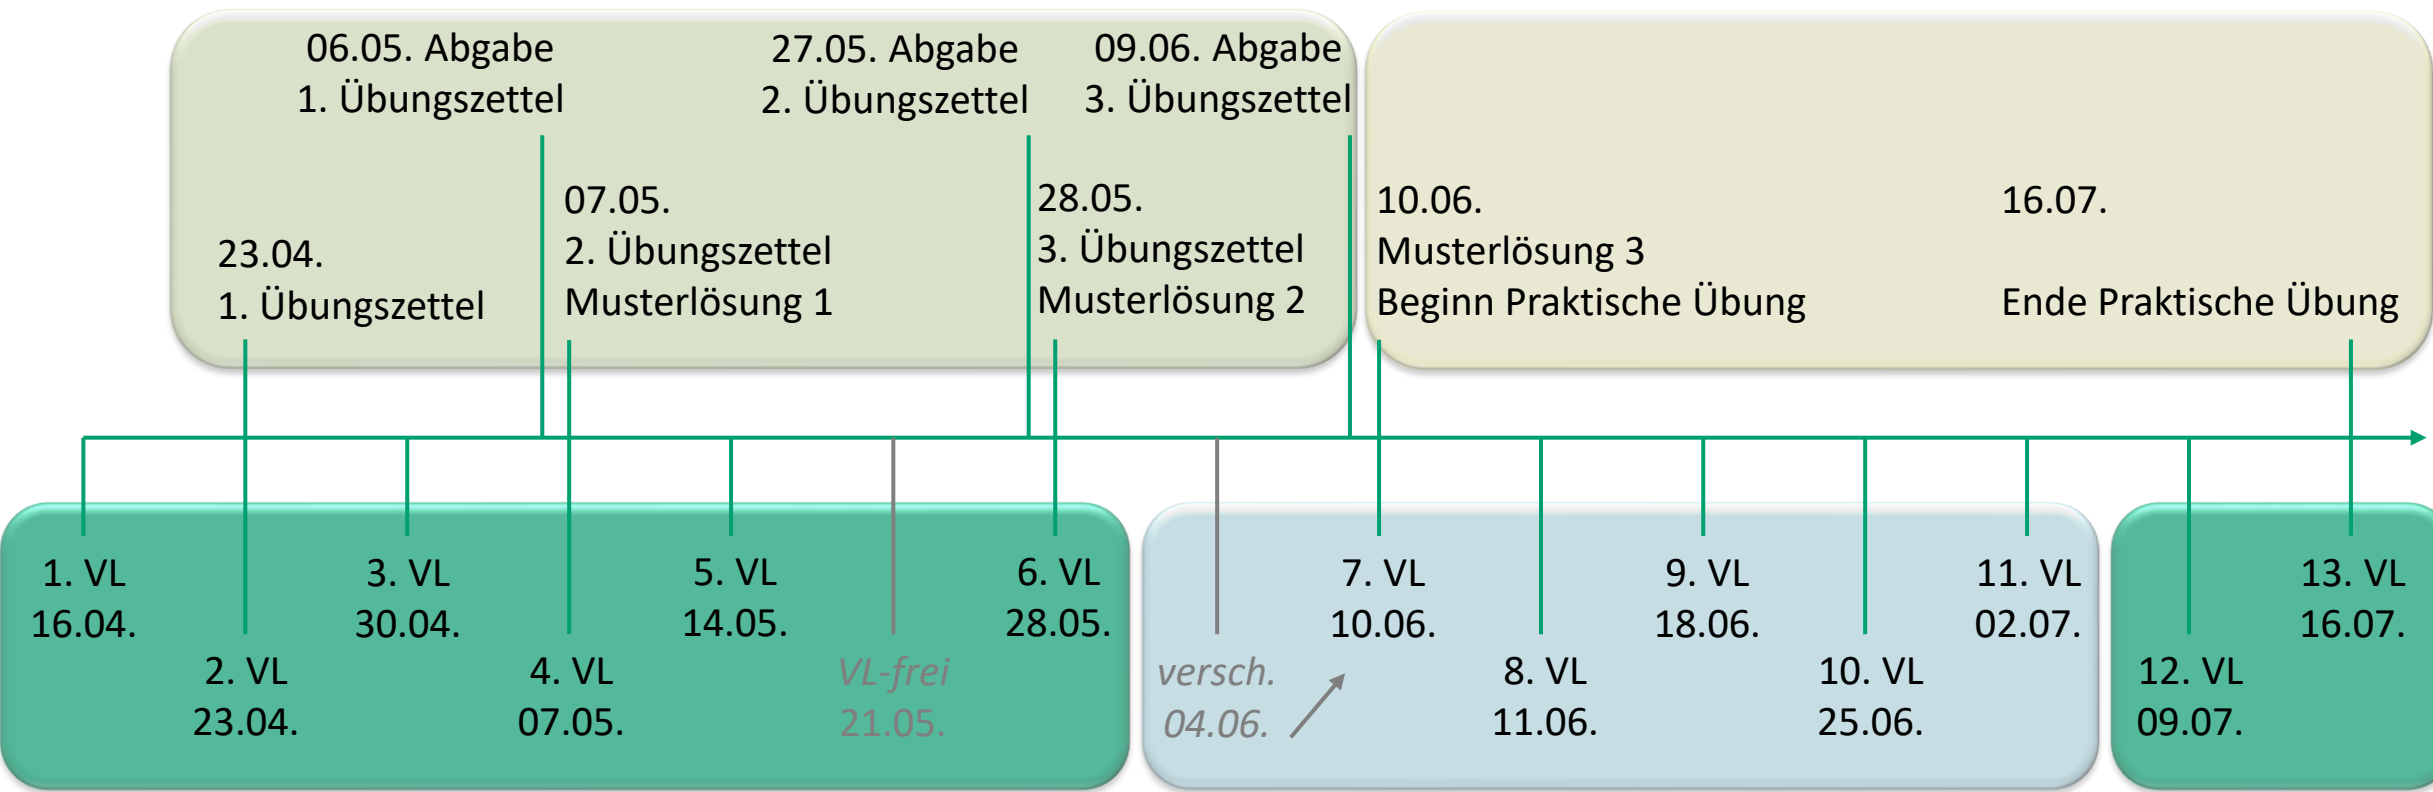 06.05. Abgabe
1. Übungszettel
27.05. Abgabe
2. Übungszettel
09.06. Abgabe
3. Übungszettel
23.04.
1. Übungszettel
07.05.
2. Übungszettel
Musterlösung 1
28.05.
3. Übungszettel
Musterlösung 2
10.06.
Musterlösung 3
Beginn Praktische Übung
16.07.
Ende Praktische Übung
1. VL
16.04.
2. VL
23.04.
3. VL
30.04.
4. VL
07.05.
5. VL
14.05.
VL-frei
21.05.
6. VL
28.05.
versch.
04.06.
7. VL
10.06.
8. VL
11.06.
9. VL
18.06.
10. VL
25.06.
11. VL
02.07.
12. VL
09.07.
13. VL
16.07.